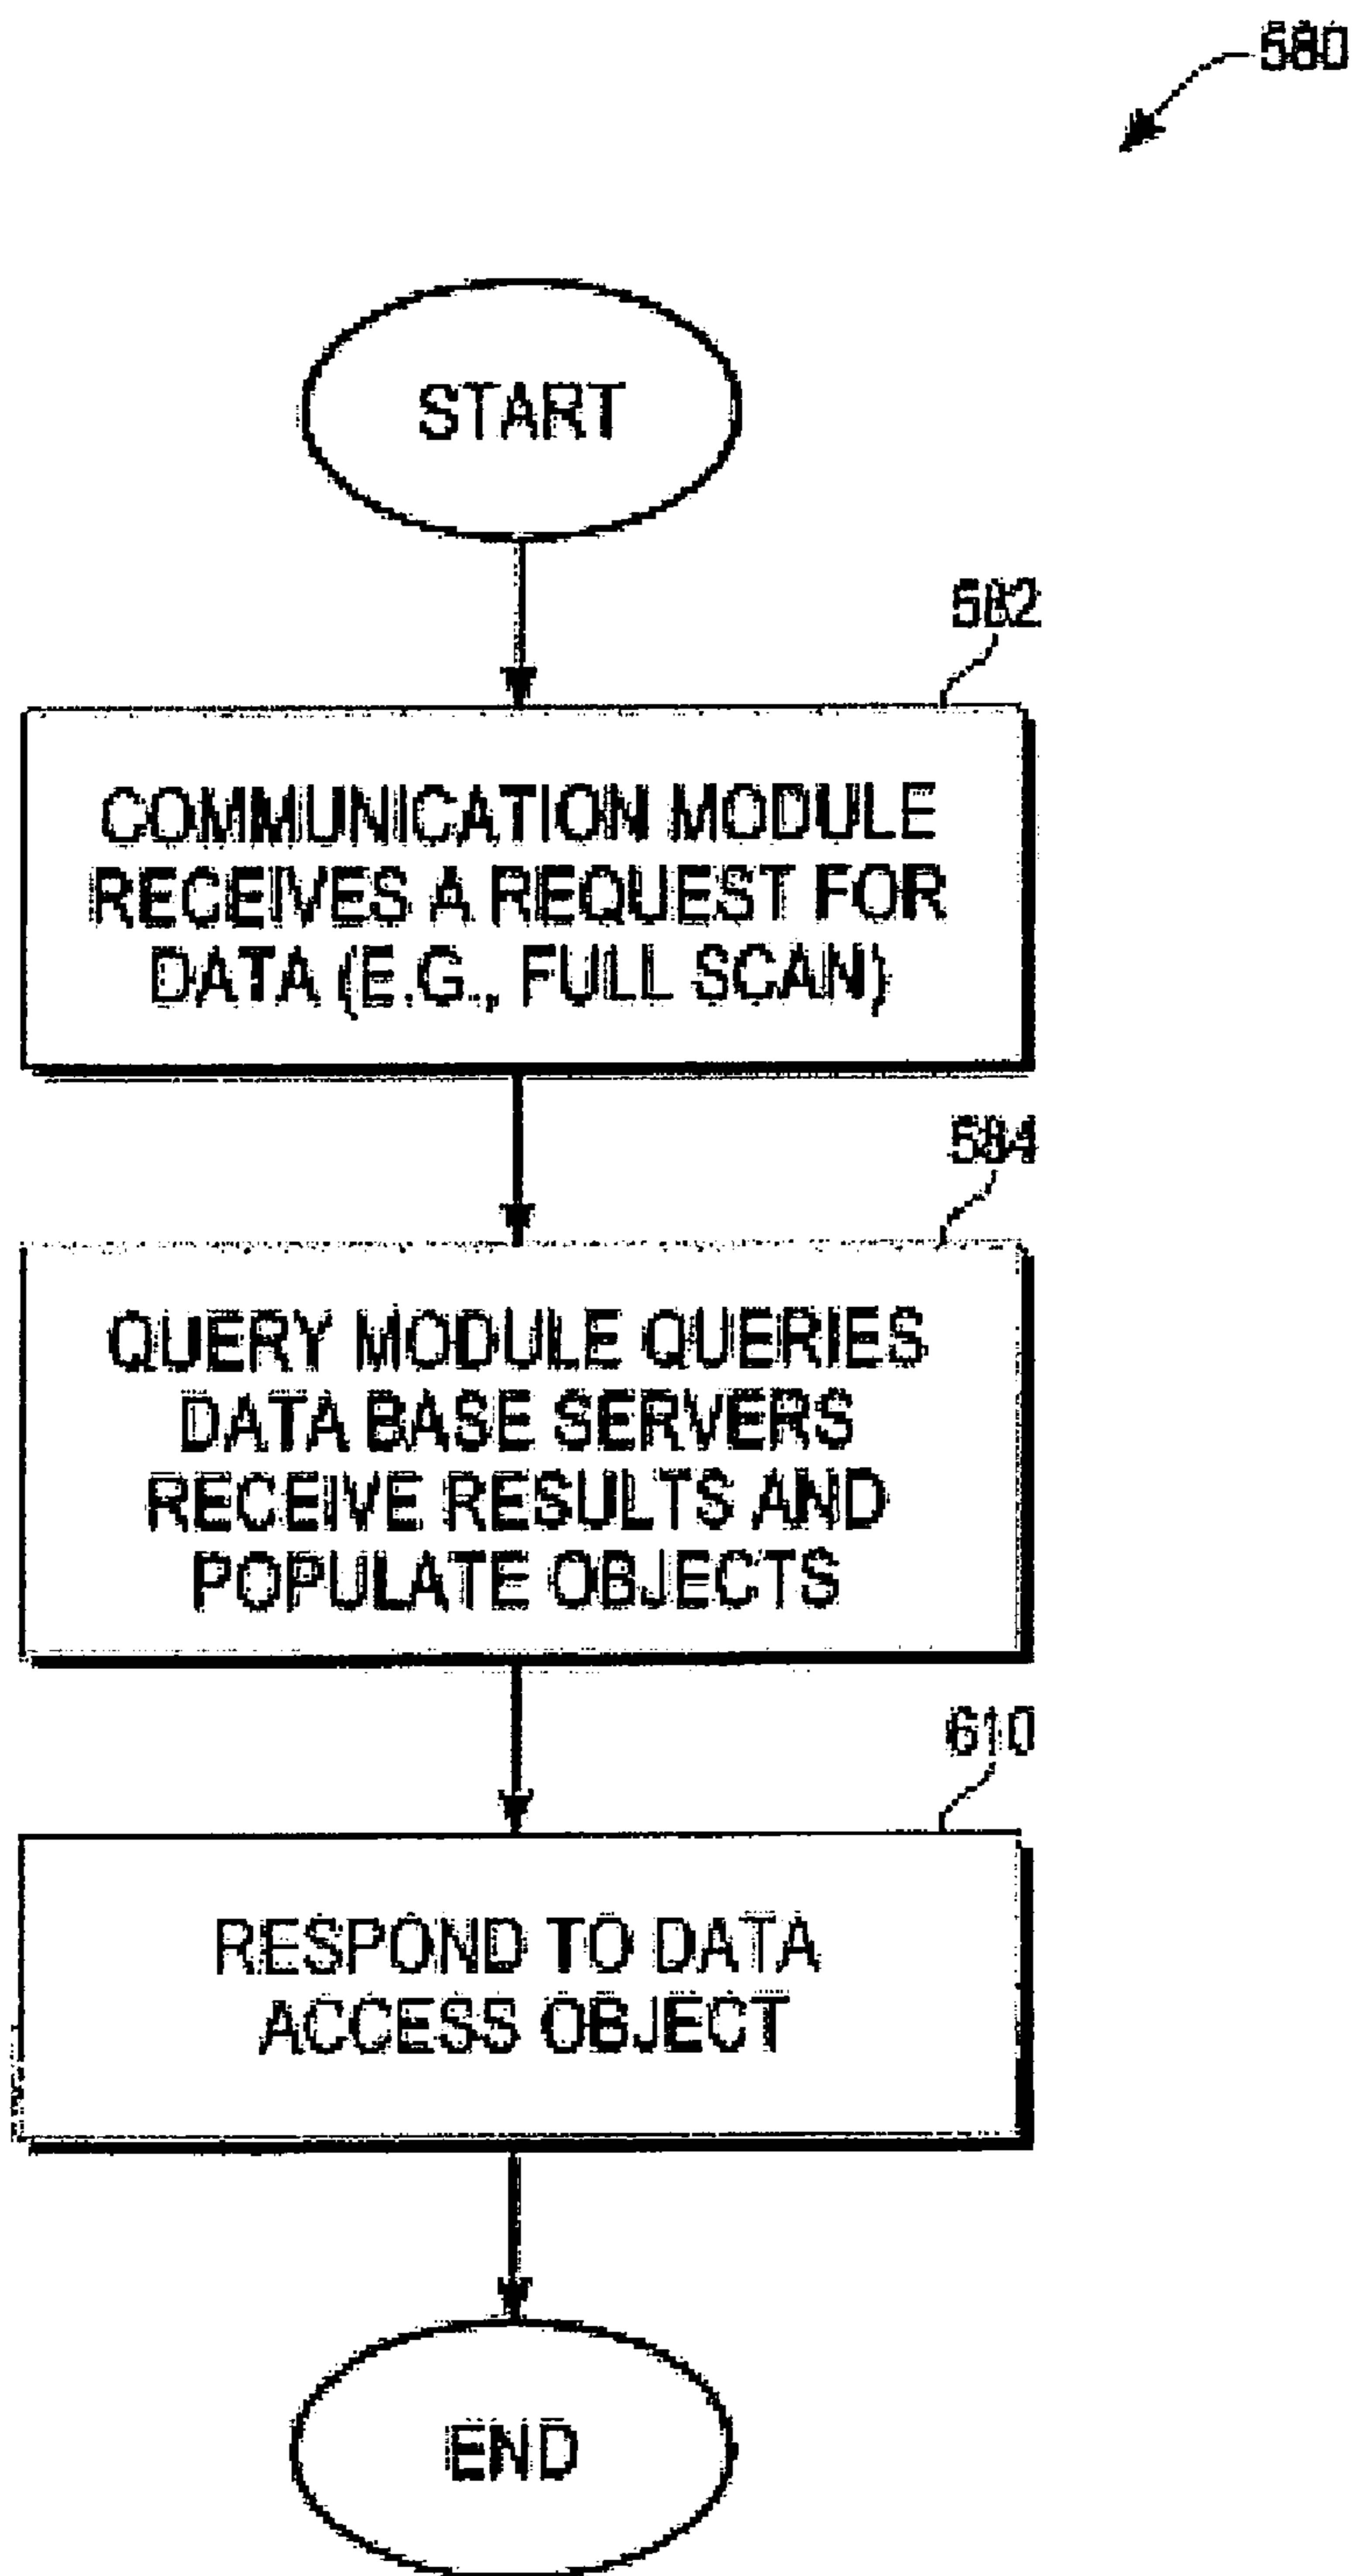 580
START
582
COMMUNICATION MODULE
RECEIVES A REQUEST FOR
DATA (E.G., FULL SCAN)
584
QUERY MODULE QUERIES
DATA BASE SERVERS
RECEIVE RESULTS AND
POPULATE OBJECTS
610
RESPOND TO DATA
ACCESS OBJECT
END